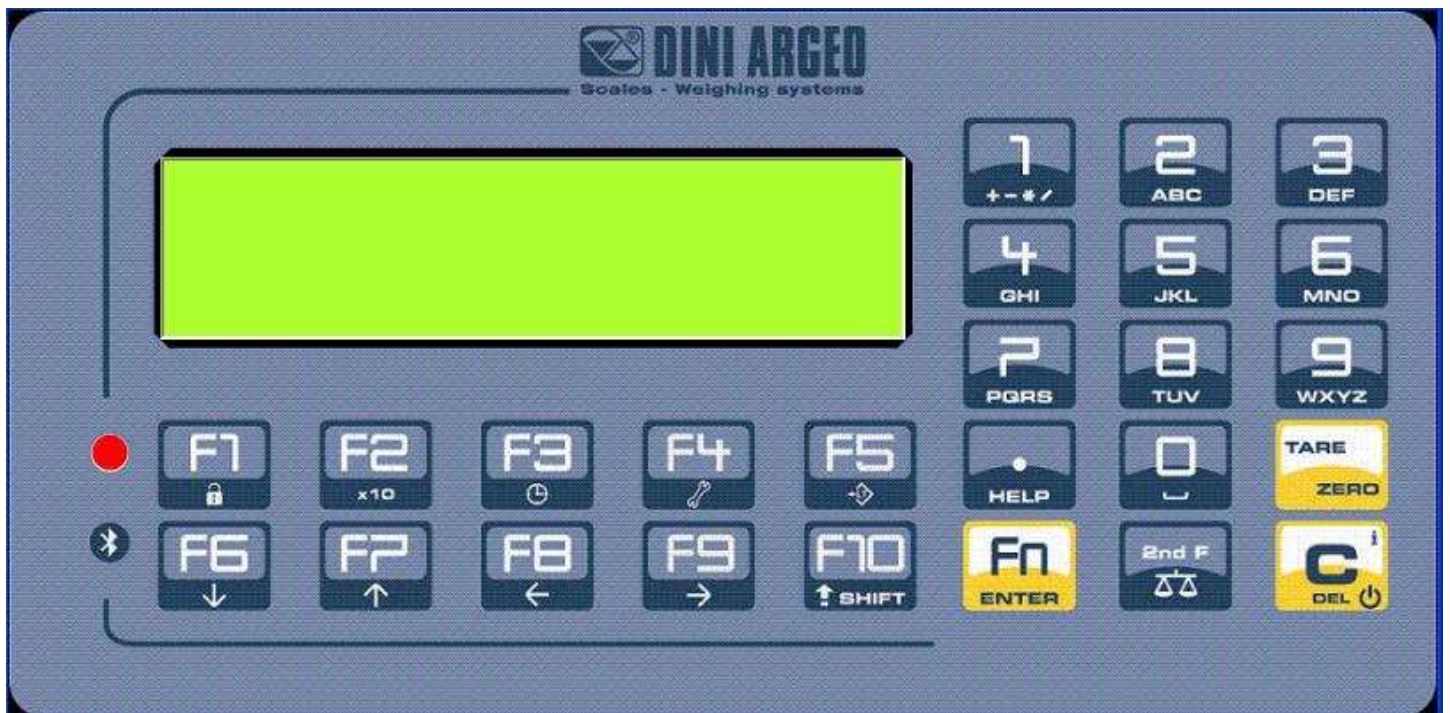 DINI ARGEO
Scales - Weighing systems
1 2 3
+ - * / ABC DEF
4 5 6
GHI JKL MNO
7 8 9
PQRS TUV WXYZ
F1 F2 F3 F4 F5 . 0 TARE
x10 HELP ZERO
F6 F7 F8 F9 F10 Fn 2nd F C i
SHIFT ENTER DEL